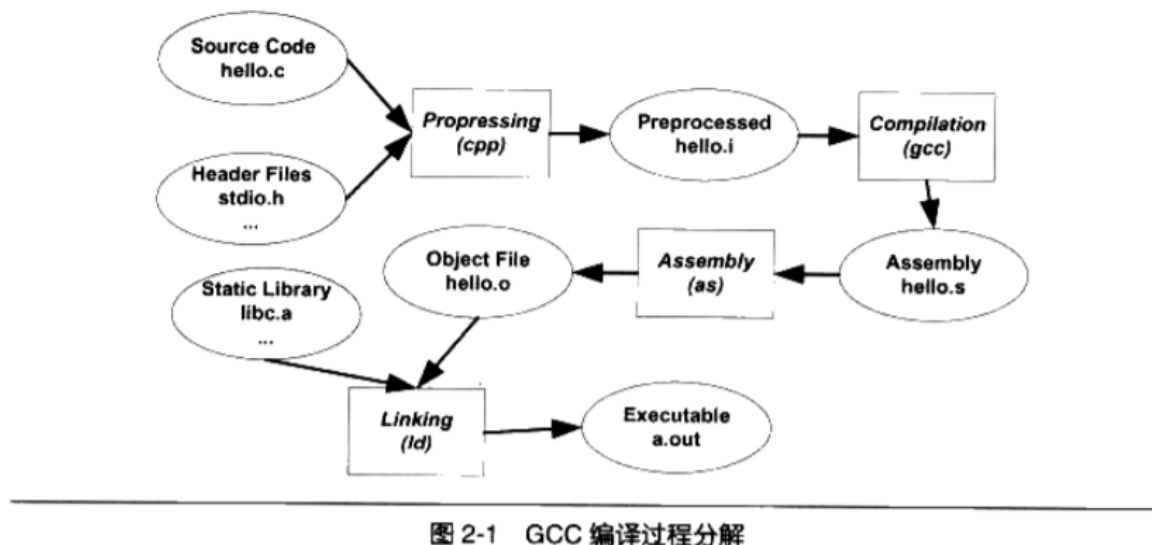 Source Code
hello.c
Header Files
stdio.h
...
Propressing
(cpp)
Preprocessed
hello.i
Compilation
(gcc)
Assembly
hello.s
Assembly
(as)
Object File
hello.o
Static Library
libc.a
...
Linking
(ld)
Executable
a.out
图 2-1 GCC 编译过程分解